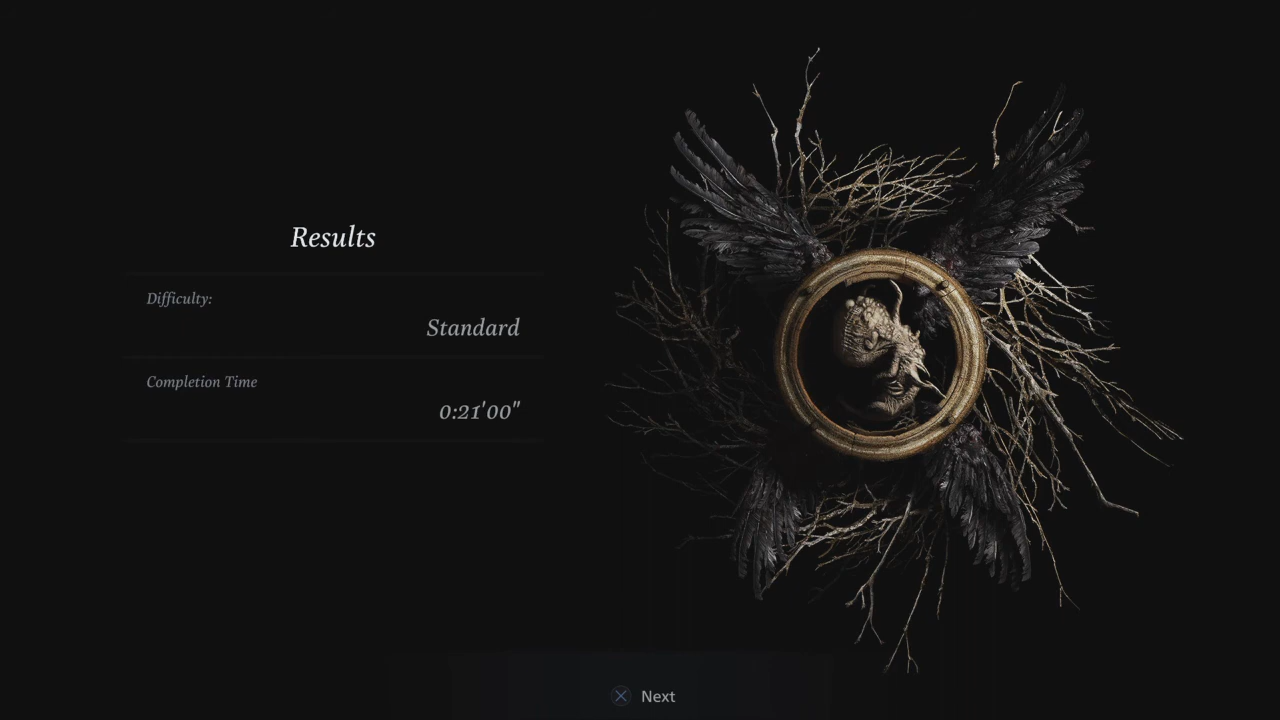 Results
Difficulty:
Standard
Completion Time
0:21'00"
Next